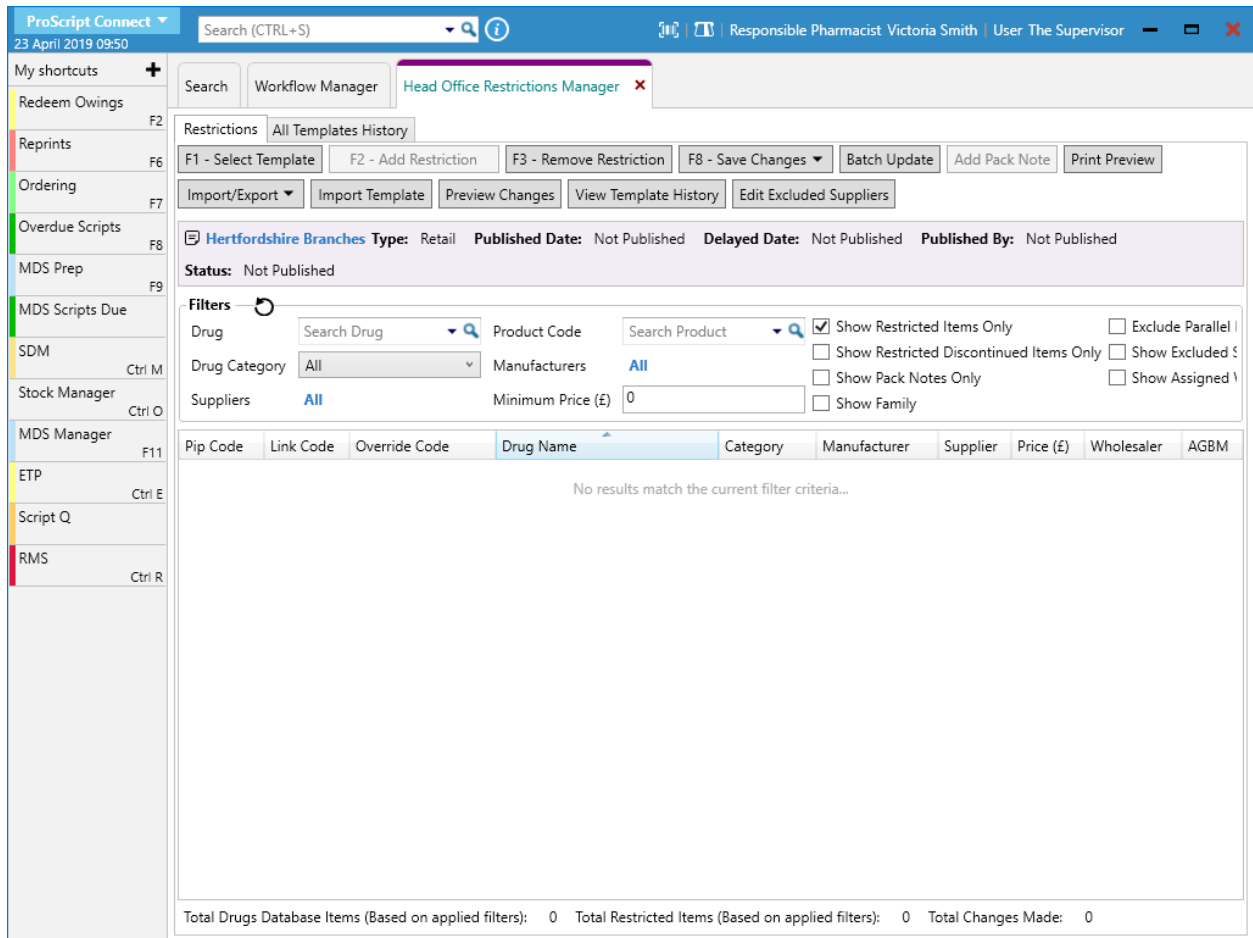 ProScript Connect
23 April 2019 09:50
Search (CTRL+S)
Responsible Pharmacist Victoria Smith | User The Supervisor
My shortcuts
Redeem Owings
F2
Reprints
F6
Ordering
F7
Overdue Scripts
F8
MDS Prep
F9
MDS Scripts Due
SDM
Ctrl M
Stock Manager
Ctrl O
MDS Manager
F11
ETP
Ctrl E
Script Q
RMS
Ctrl R
Search Workflow Manager Head Office Restrictions Manager
Restrictions All Templates History
F1 - Select Template F2 - Add Restriction F3 - Remove Restriction F8 - Save Changes Batch Update Add Pack Note Print Preview
Import/Export Import Template Preview Changes View Template History Edit Excluded Suppliers
Hertfordshire Branches Type: Retail Published Date: Not Published Delayed Date: Not Published Published By: Not Published
Status: Not Published
Filters
Drug Search Drug Product Code Search Product Show Restricted Items Only Exclude Parallel
Drug Category All Manufacturers All Show Restricted Discontinued Items Only Show Excluded
Show Pack Notes Only Show Assigned
Suppliers All Minimum Price (£) 0 Show Family
Pip Code Link Code Override Code Drug Name Category Manufacturer Supplier Price (£) Wholesaler AGBM
No results match the current filter criteria...
Total Drugs Database Items (Based on applied filters): 0 Total Restricted Items (Based on applied filters): 0 Total Changes Made: 0